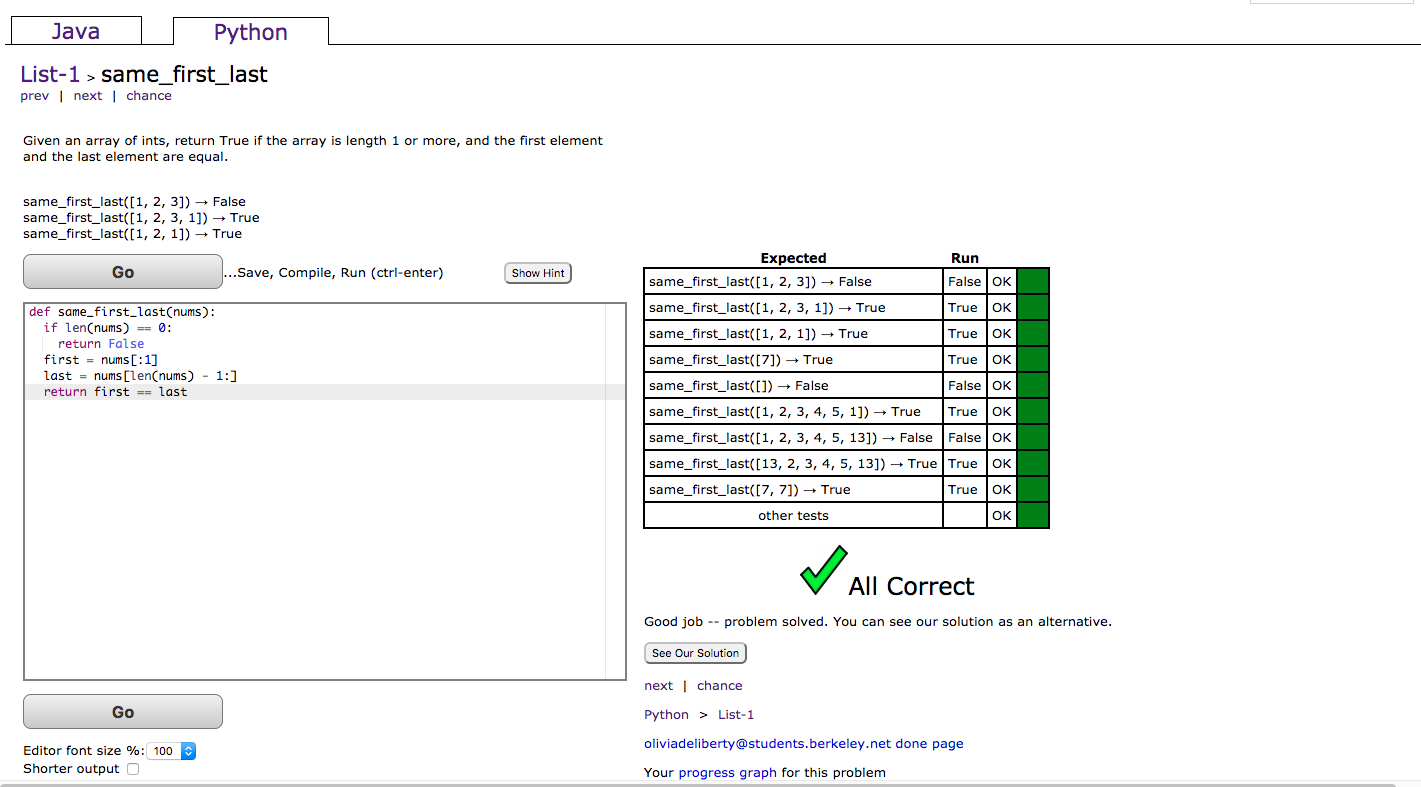 Java
Python
List-1 > same_first_last
prev | next | chance
Given an array of ints, return True if the array is length 1 or more, and the first element
and the last element are equal.
same_first_last([1, 2, 3]) → False
same_first_last([1, 2, 3, 1]) → True
same_first_last([1, 2, 1]) → True
Go
...Save, Compile, Run (ctrl-enter)
Show Hint
def same_first_last(nums):
  if len(nums) == 0:
    return False
  first = nums[:1]
  last = nums[len(nums) - 1:]
  return first == last
Go
Editor font size %: 100
Shorter output
Expected Run
same_first_last([1, 2, 3]) → False False OK
same_first_last([1, 2, 3, 1]) → True True OK
same_first_last([1, 2, 1]) → True True OK
same_first_last([7]) → True True OK
same_first_last([]) → False False OK
same_first_last([1, 2, 3, 4, 5, 1]) → True True OK
same_first_last([1, 2, 3, 4, 5, 13]) → False False OK
same_first_last([13, 2, 3, 4, 5, 13]) → True True OK
same_first_last([7, 7]) → True True OK
other tests OK
All Correct
Good job -- problem solved. You can see our solution as an alternative.
See Our Solution
next | chance
Python > List-1
oliviadeliberty@students.berkeley.net done page
Your progress graph for this problem